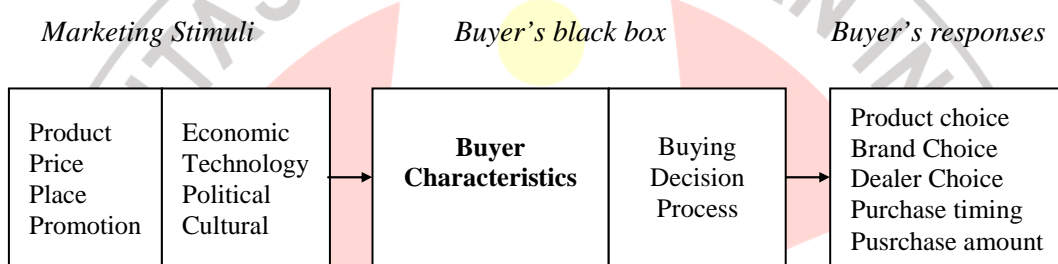 Marketing Stimuli
Buyer's black box
Buyer's responses
Product
Price
Place
Promotion
Economic
Technology
Political
Cultural
Buyer
Characteristics
Buying
Decision
Process
Product choice
Brand Choice
Dealer Choice
Purchase timing
Pusrchase amount